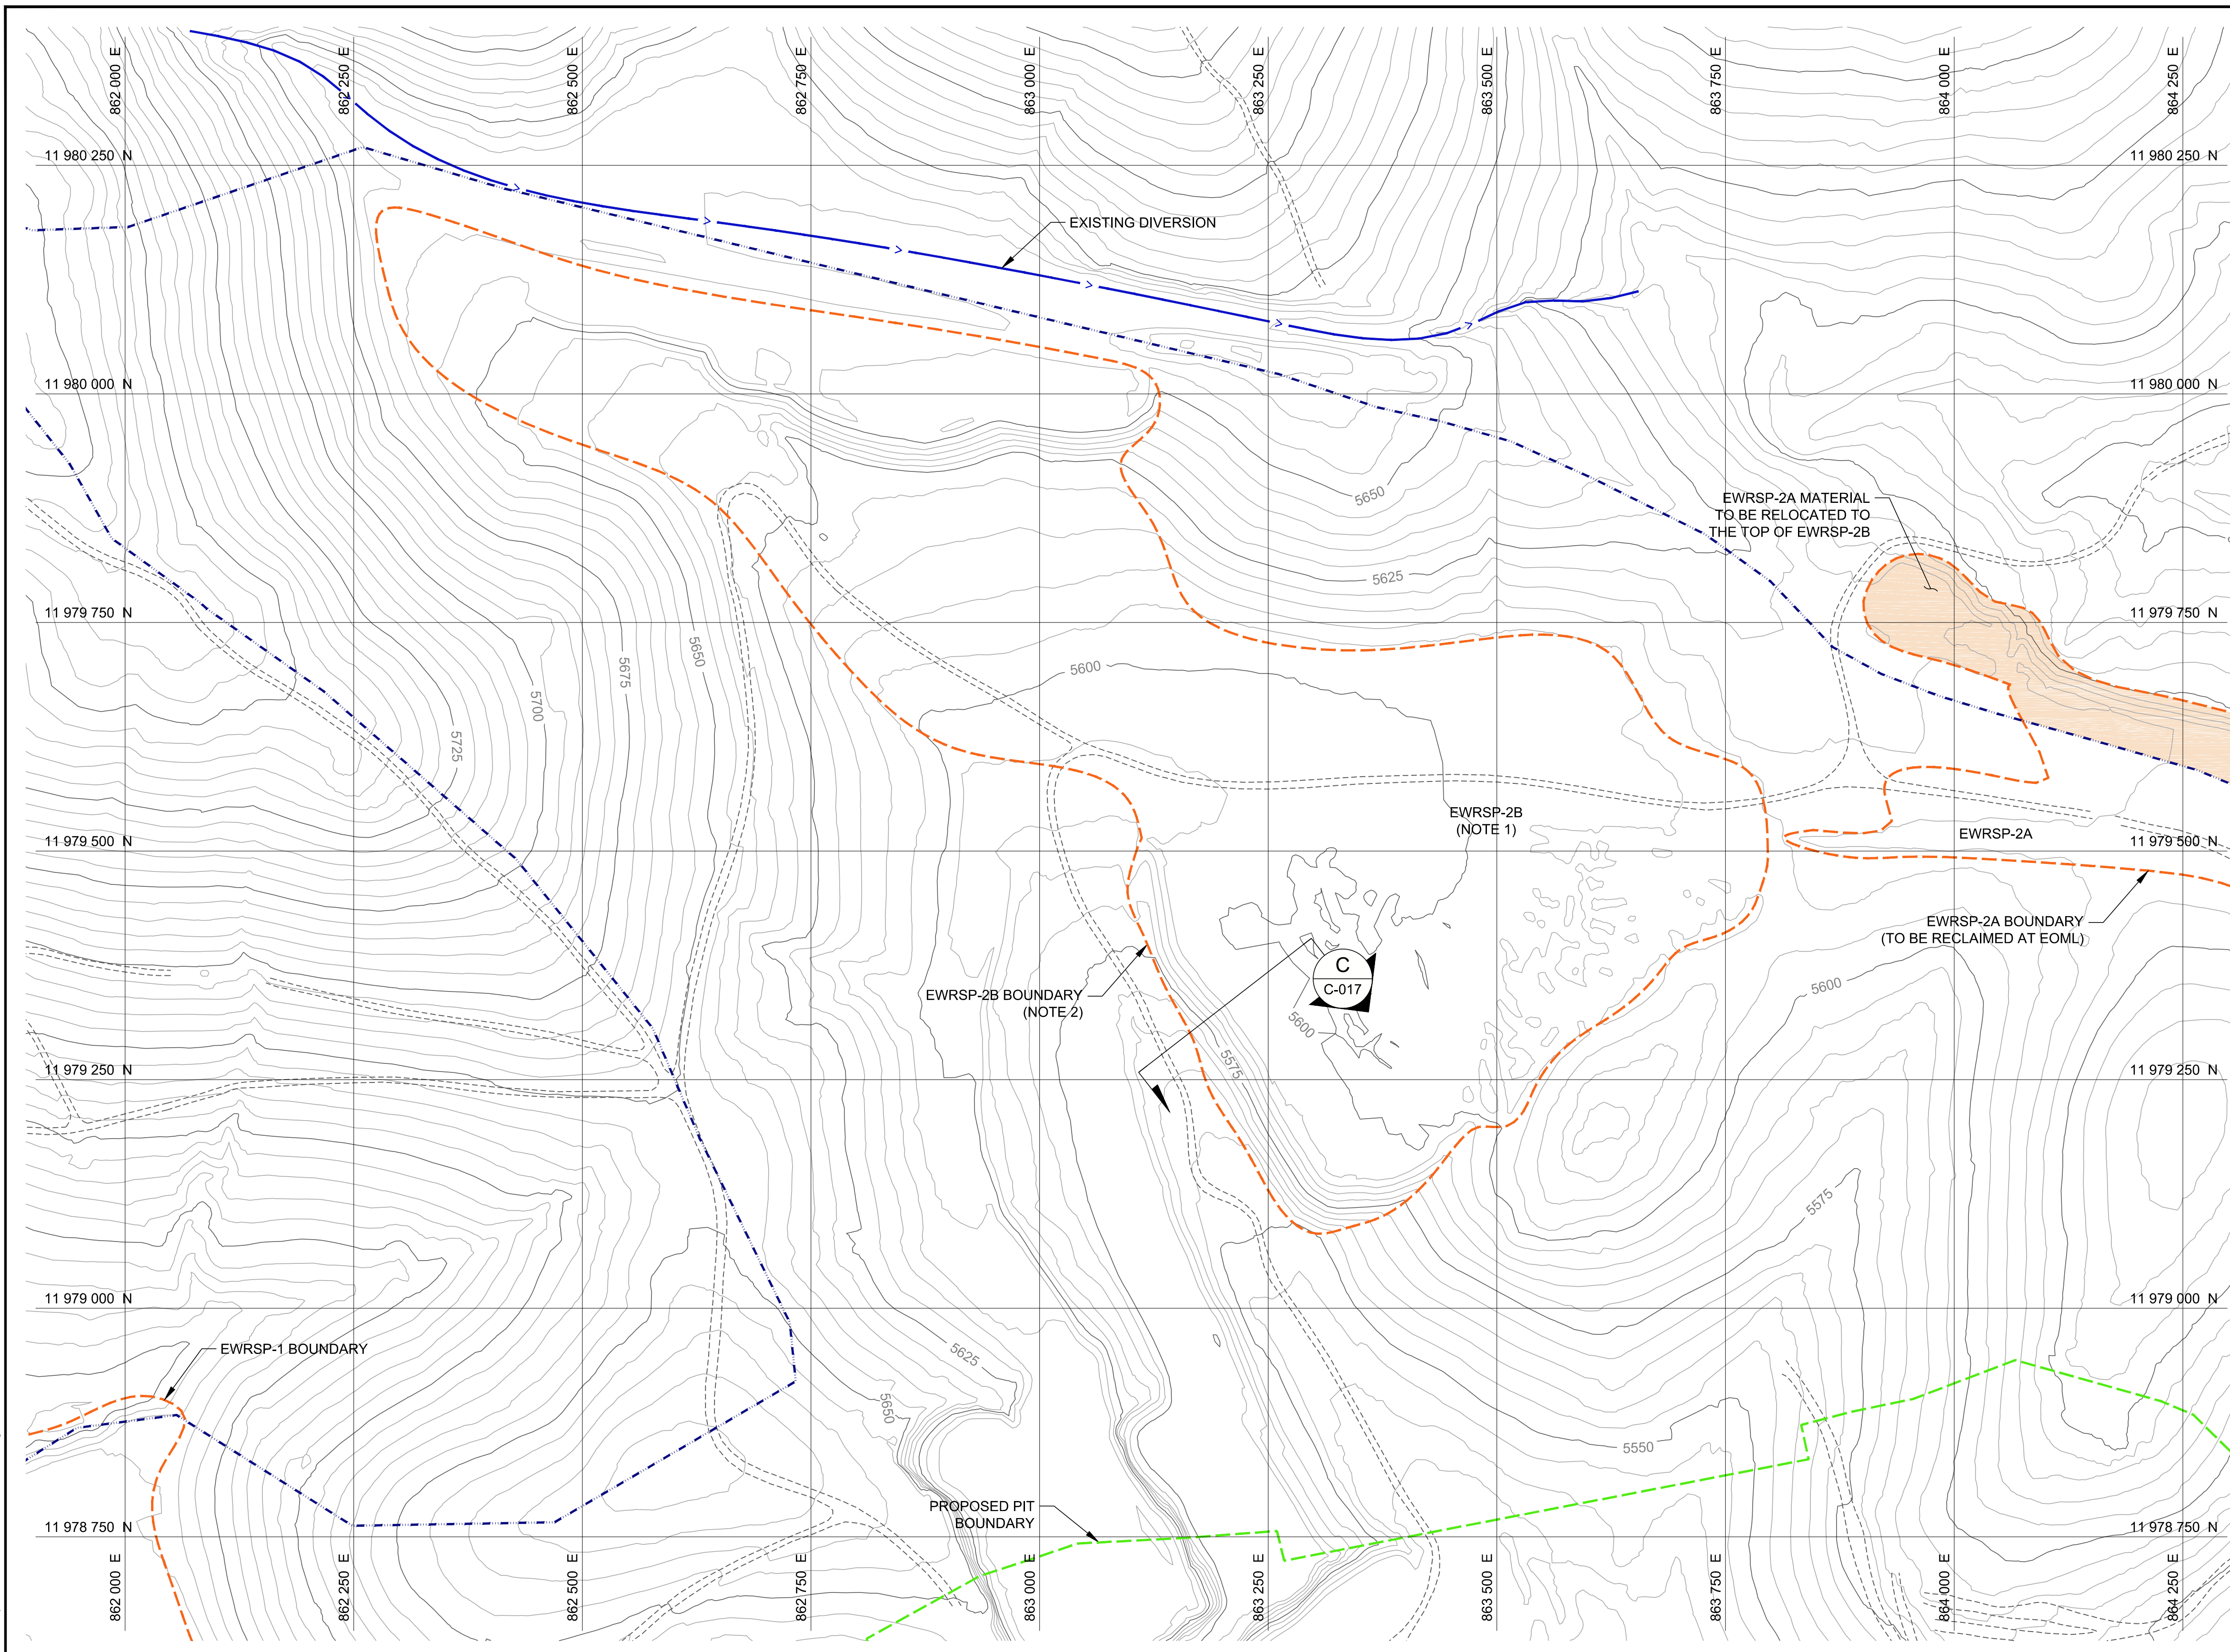 862 000 E
862 250 E
862 500 E
862 750 E
863 000 E
863 250 E
863 500 E
863 750 E
864 000 E
864 250 E
11 980 250 N
11 980 250 N
EXISTING DIVERSION
11 980 000 N
11 980 000 N
5650
EWRSP-2A MATERIAL
TO BE RELOCATED TO
THE TOP OF EWRSP-2B
5625
11 979 750 N
11 979 750 N
5650
5675
5700
5725
5600
EWRSP-2B
(NOTE 1)
EWRSP-2A
11 979 500 N
11 979 500 N
EWRSP-2A BOUNDARY
(TO BE RECLAIMED AT EOML)
C
C-017
EWRSP-2B BOUNDARY
(NOTE 2)
5600
5600
5575
11 979 250 N
11 979 250 N
5575
11 979 000 N
11 979 000 N
EWRSP-1 BOUNDARY
5625
5650
5550
PROPOSED PIT
BOUNDARY
11 978 750 N
11 978 750 N
862 000 E
862 250 E
862 500 E
862 750 E
863 000 E
863 250 E
863 500 E
863 750 E
864 000 E
864 250 E